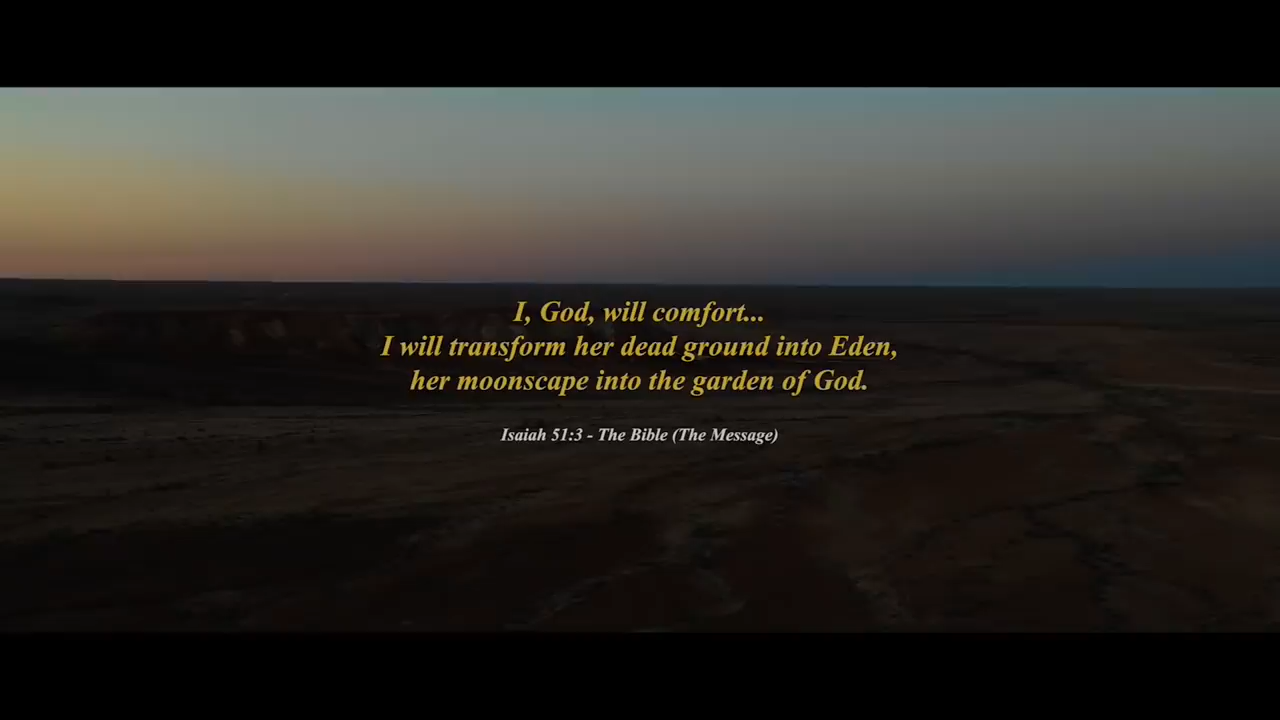 I, God, will comfort...
I will transform her dead ground into Eden,
her moonscape into the garden of God.
Isaiah 51:3 - The Bible (The Message)